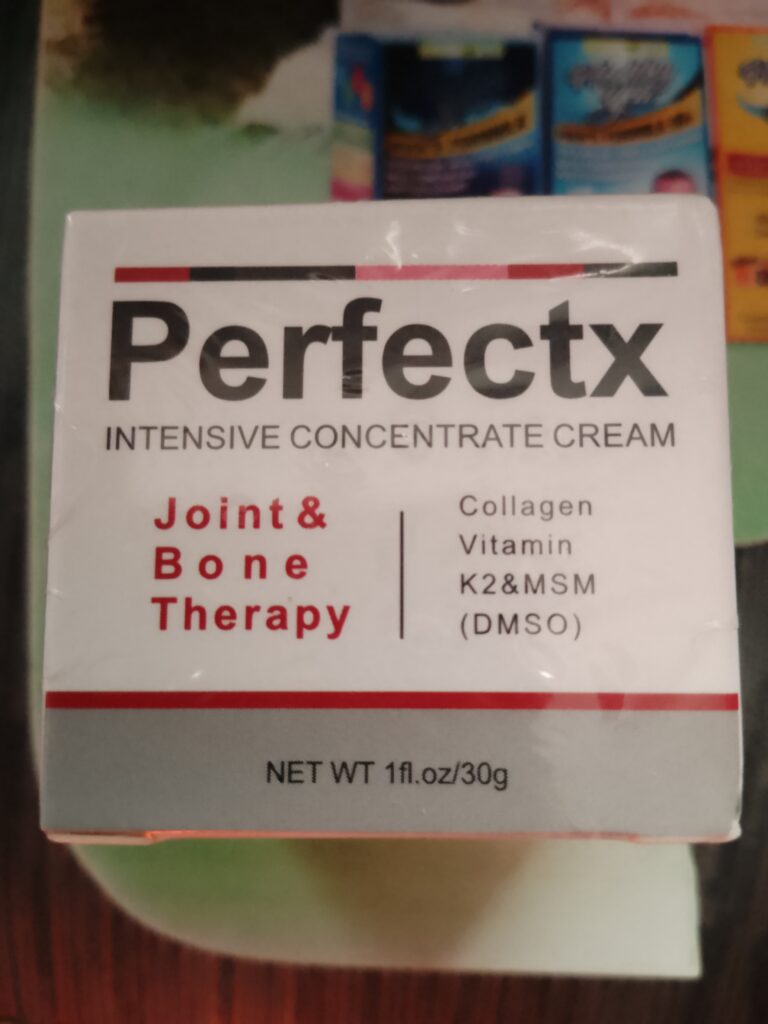 Perfectx
INTENSIVE CONCENTRATE CREAM
Joint &
Bone
Therapy
Collagen
Vitamin
K2&MSM
(DMSO)
NET WT 1fl.oz/30g